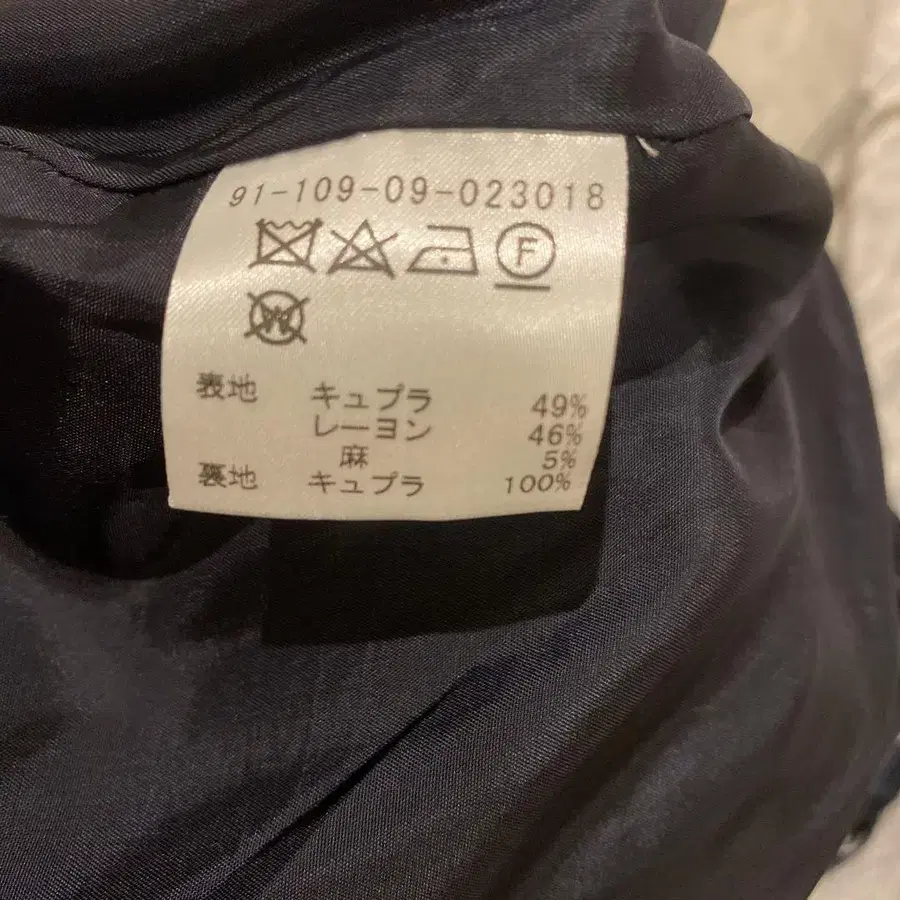 91-109-09-023018
F
W
表地 キュプラ 49%
レーヨン 46%
麻 5%
裏地 キュプラ 100%